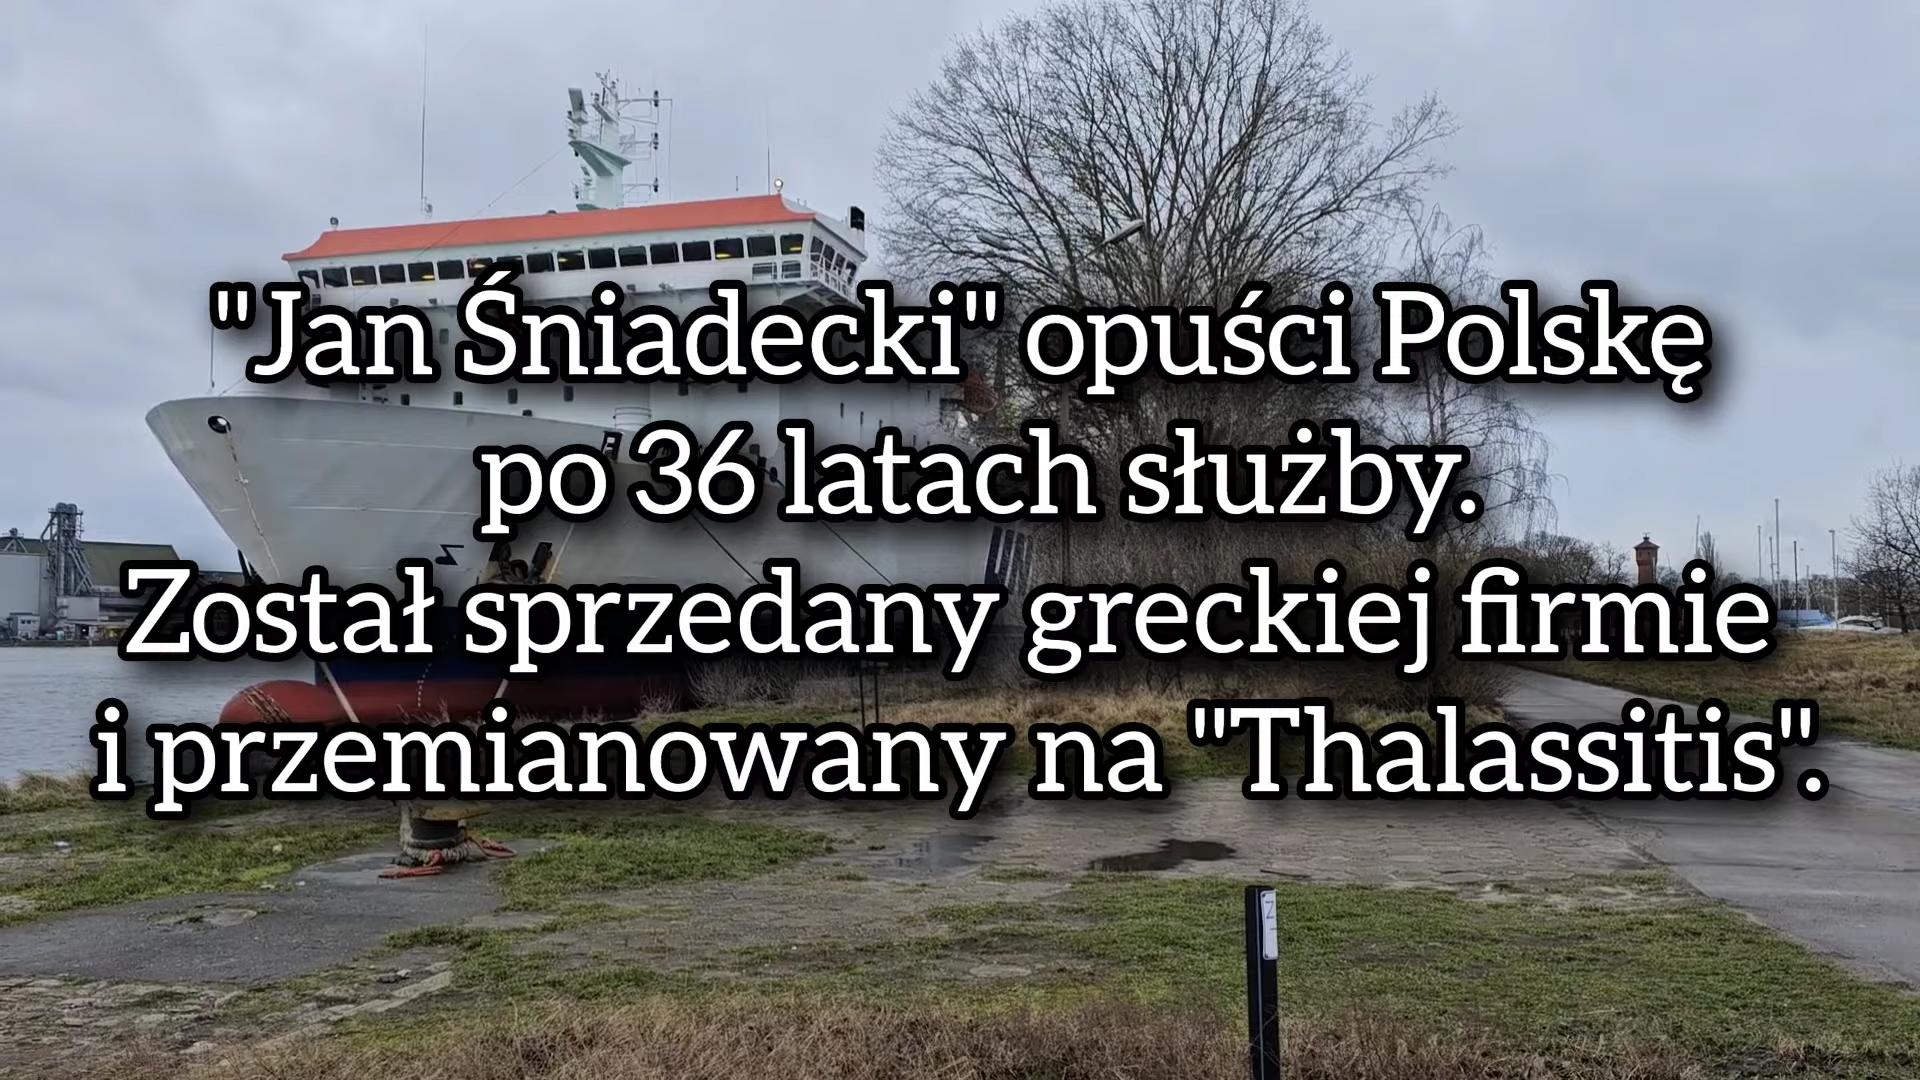 "Jan Śniadecki" opuści Polskę
po 36 latach służby.
Został sprzedany greckiej firmie
i przemianowany na "Thalassitis".